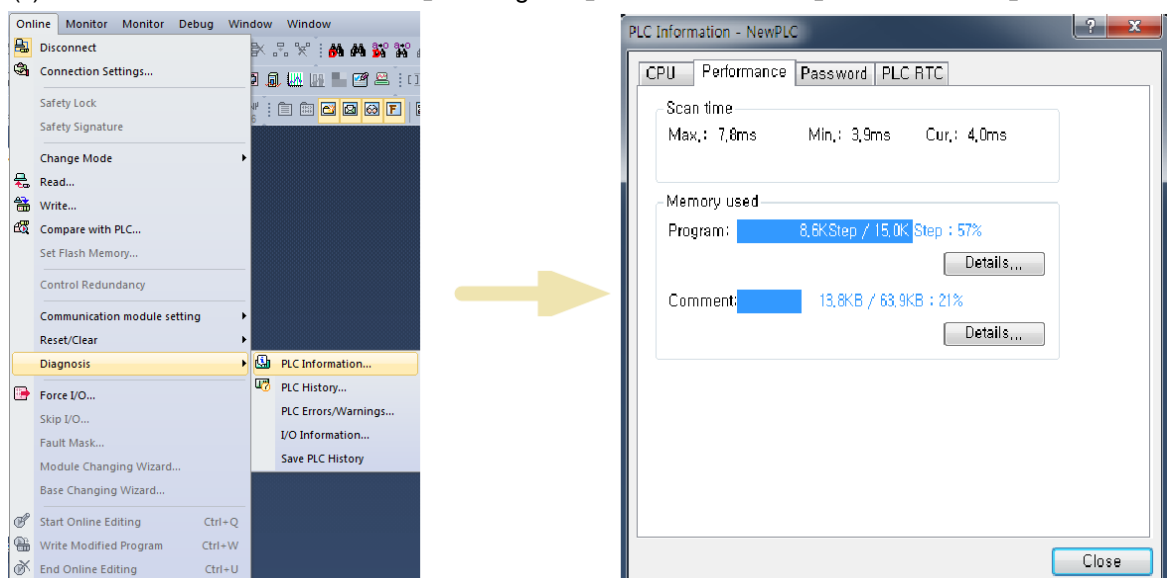 Online Monitor Monitor Debug Window Window
Disconnect
Connection Settings...
Safety Lock
Safety Signature
Change Mode
Read...
Write...
Compare with PLC...
Set Flash Memory...
Control Redundancy
Communication module setting
Reset/Clear
Diagnosis
Force I/O...
Skip I/O...
Fault Mask...
Module Changing Wizard...
Base Changing Wizard...
Start Online Editing Ctrl+Q
Write Modified Program Ctrl+W
End Online Editing Ctrl+U
PLC Information...
PLC History...
PLC Errors/Warnings...
I/O Information...
Save PLC History
PLC Information - NewPLC
CPU Performance Password PLC RTC
Scan time
Max,: 7,8ms Min,: 3,9ms Cur,: 4,0ms
Memory used
Program: 8,6KStep / 15,0K Step : 57%
Details,,,
Comment: 13,8KB / 63,9KB : 21%
Details,,,
Close